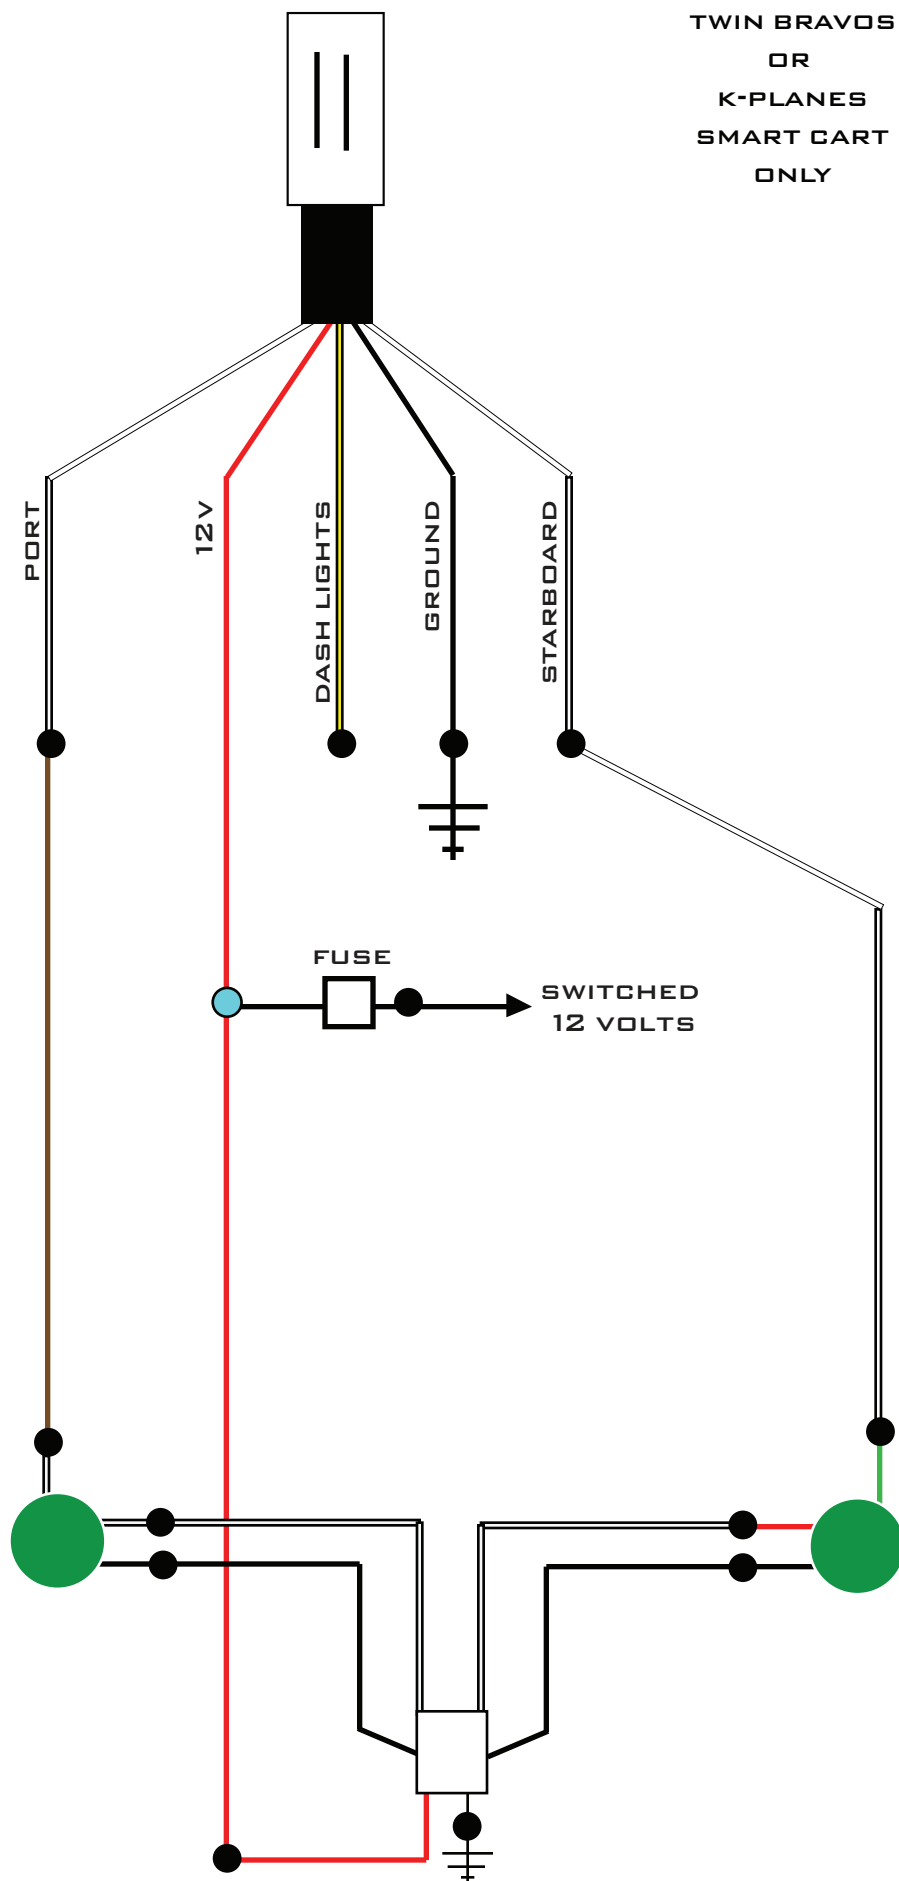 TWIN BRAVOS
OR
K-PLANES
SMART CART
ONLY
PORT
12V
DASH LIGHTS
GROUND
STARBOARD
FUSE
SWITCHED
12 VOLTS